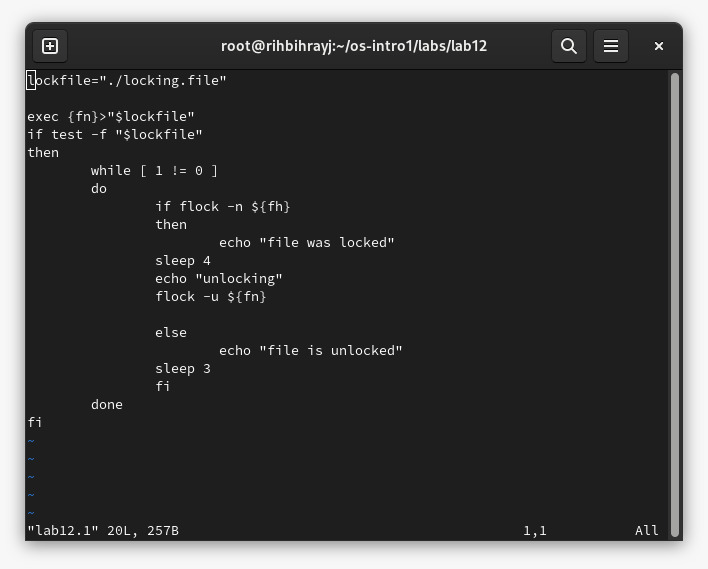 root@rihbihrayj:~/os-intro1/labs/lab12
lockfile="./locking.file"

exec {fn}>"$lockfile"
if test -f "$lockfile"
then
        while [ 1 != 0 ]
        do
                if flock -n ${fh}
                then
                        echo "file was locked"
                sleep 4
                echo "unlocking"
                flock -u ${fn}

                else
                        echo "file is unlocked"
                sleep 3
                fi
        done
fi
~
~
~
~
~
"lab12.1" 20L, 257B 1,1 All